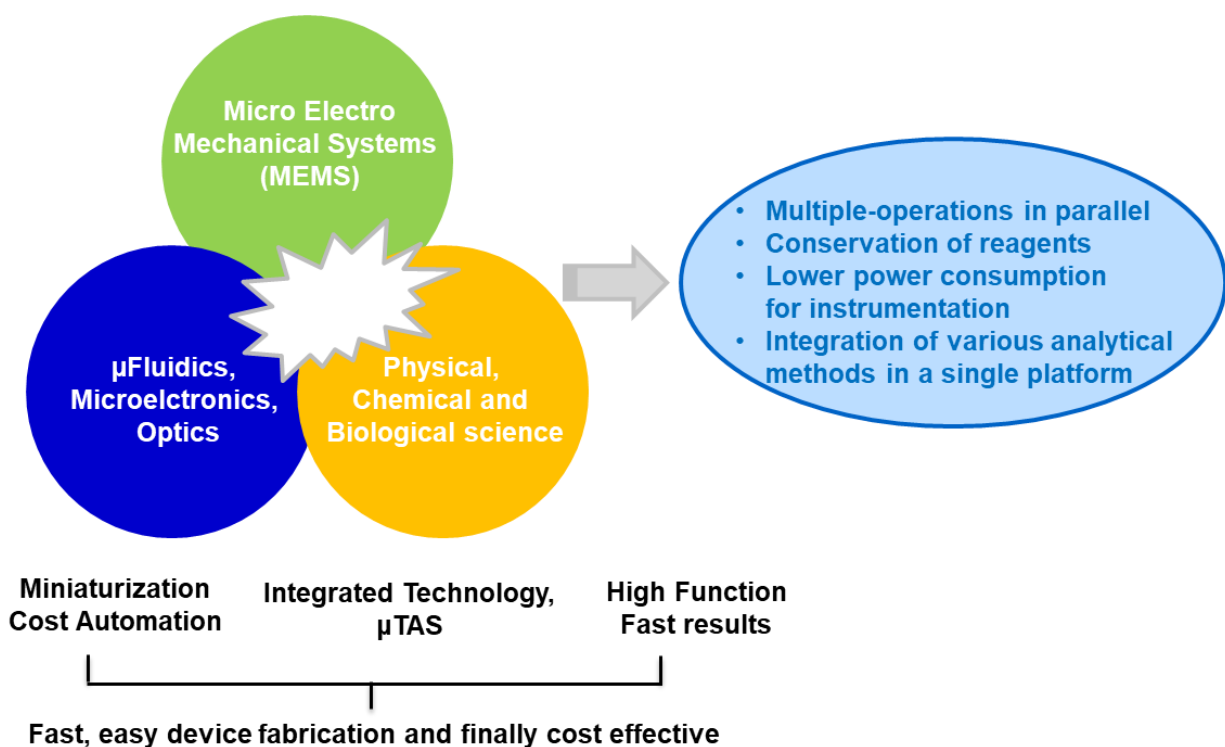 Micro Electro
Mechanical Systems
(MEMS)
µFluidics,
Microelctronics,
Optics
Physical,
Chemical and
Biological science
• Multiple-operations in parallel
• Conservation of reagents
• Lower power consumption
for instrumentation
• Integration of various analytical
methods in a single platform
Miniaturization
Cost Automation
Integrated Technology,
µTAS
High Function
Fast results
Fast, easy device fabrication and finally cost effective